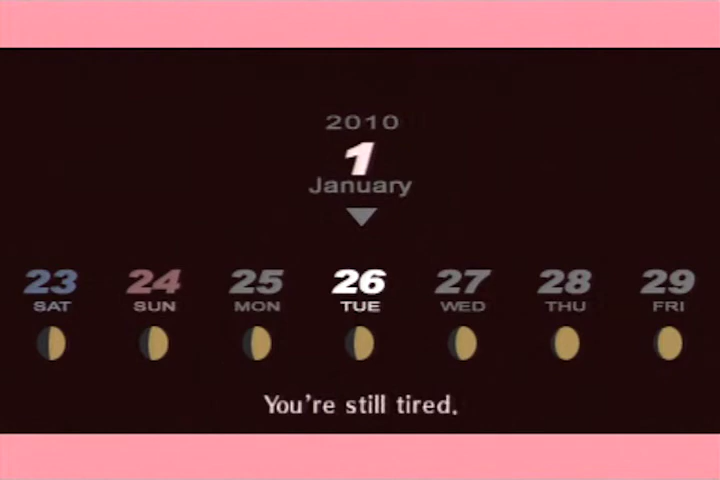 2010
1
January
23 24 25 26 27 28 29
SAT SUN MON TUE WED THU FRI
You're still tired.